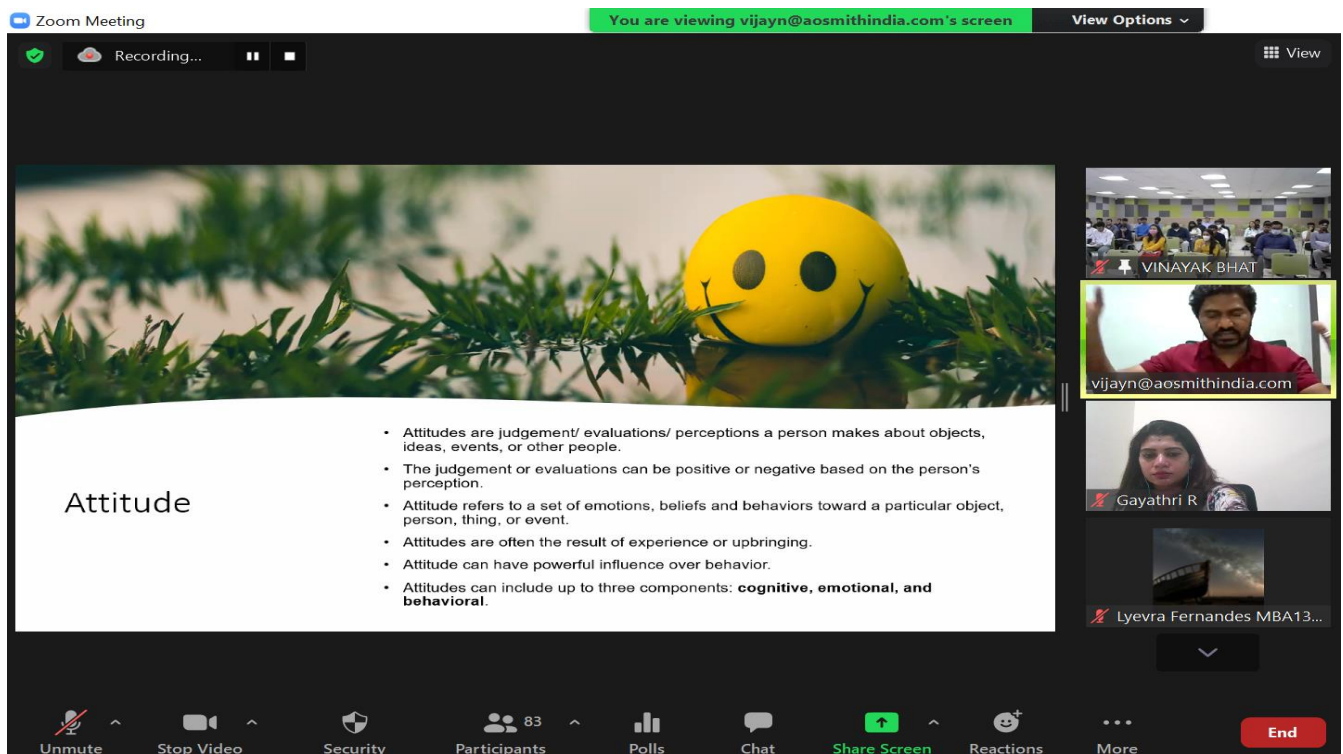 Zoom Meeting
You are viewing vijayn@aosmithindia.com's screen
View Options
Recording...
View
VINAYAK BHAT
vijayn@aosmithindia.com
Gayathri R
Lyevra Fernandes MBA13...
Attitude
• Attitudes are judgement/ evaluations/ perceptions a person makes about objects,
ideas, events, or other people.
• The judgement or evaluations can be positive or negative based on the person's
perception.
• Attitude refers to a set of emotions, beliefs and behaviors toward a particular object,
person, thing, or event.
• Attitudes are often the result of experience or upbringing.
• Attitude can have powerful influence over behavior.
• Attitudes can include up to three components: cognitive, emotional, and
behavioral.
Unmute
Stop Video
Security
83
Participants
Polls
Chat
Share Screen
Reactions
More
End